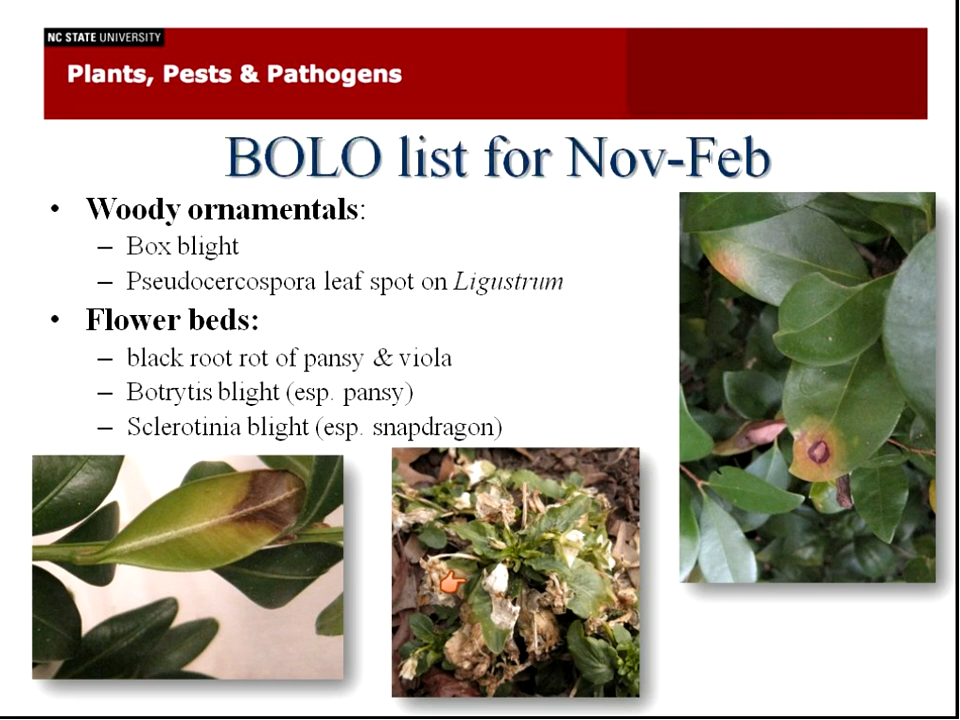 NC STATE UNIVERSITY
Plants, Pests & Pathogens
BOLO list for Nov-Feb
• Woody ornamentals:
– Box blight
– Pseudocercospora leaf spot on Ligustrum
• Flower beds:
– black root rot of pansy & viola
– Botrytis blight (esp. pansy)
– Sclerotinia blight (esp. snapdragon)